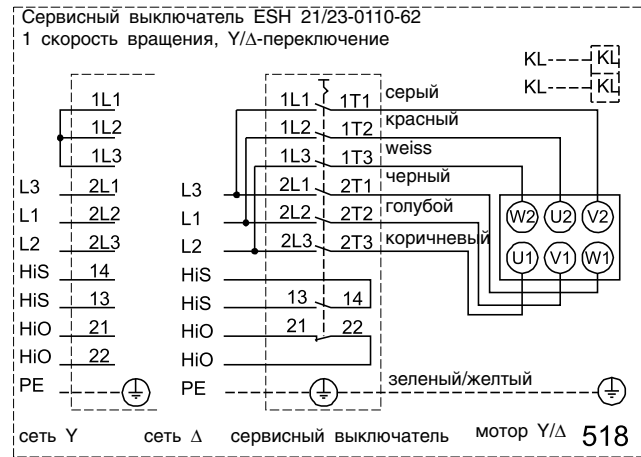 Сервисный выключатель ESH 21/23-0110-62
1 скорость вращения, Y/Δ-переключение
KL KL
KL KL
1L1 1L1 1T1 серый
1L2 1L2 1T2 красный
1L3 1L3 1T3 weiss
L3 2L1 L3 2L1 2T1 черный
L1 2L2 L1 2L2 2T2 голубой
L2 2L3 L2 2L3 2T3 коричневый
W2 U2 V2
U1 V1 W1
HiS 14 HiS
HiS 13 HiS 13 14
HiO 21 HiO 21 22
HiO 22 HiO
PE PE зеленый/желтый
сеть Y сеть Δ сервисный выключатель мотор Y/Δ 518